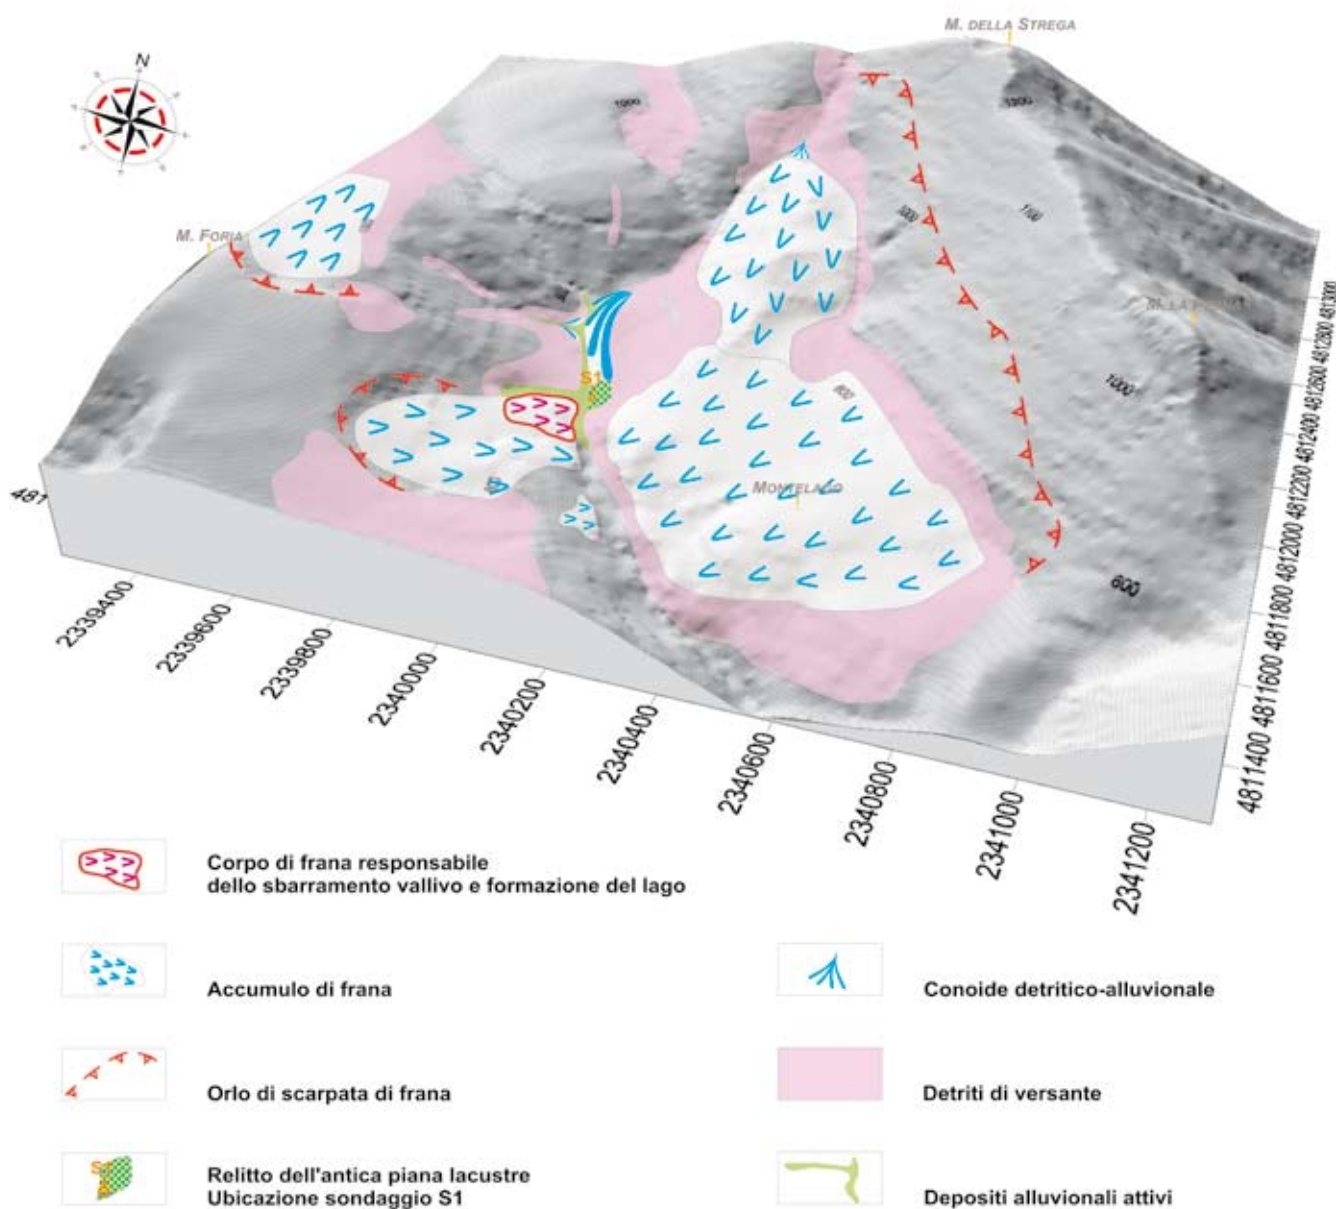 N
M. DELLA STREGA
1000
1200
M. FORIA
1000
1100
1000
800
MONTELAGO
S1
600
481
2339400
2339600
2339800
2340000
2340200
2340400
2340600
2340800
2341000
2341200
4813000
4812800
4812600
4812400
4812200
4812000
4811800
4811600
4811400
Corpo di frana responsabile
dello sbarramento vallivo e formazione del lago
Accumulo di frana
Conoide detritico-alluvionale
Orlo di scarpata di frana
Detriti di versante
Relitto dell'antica piana lacustre
Ubicazione sondaggio S1
Depositi alluvionali attivi